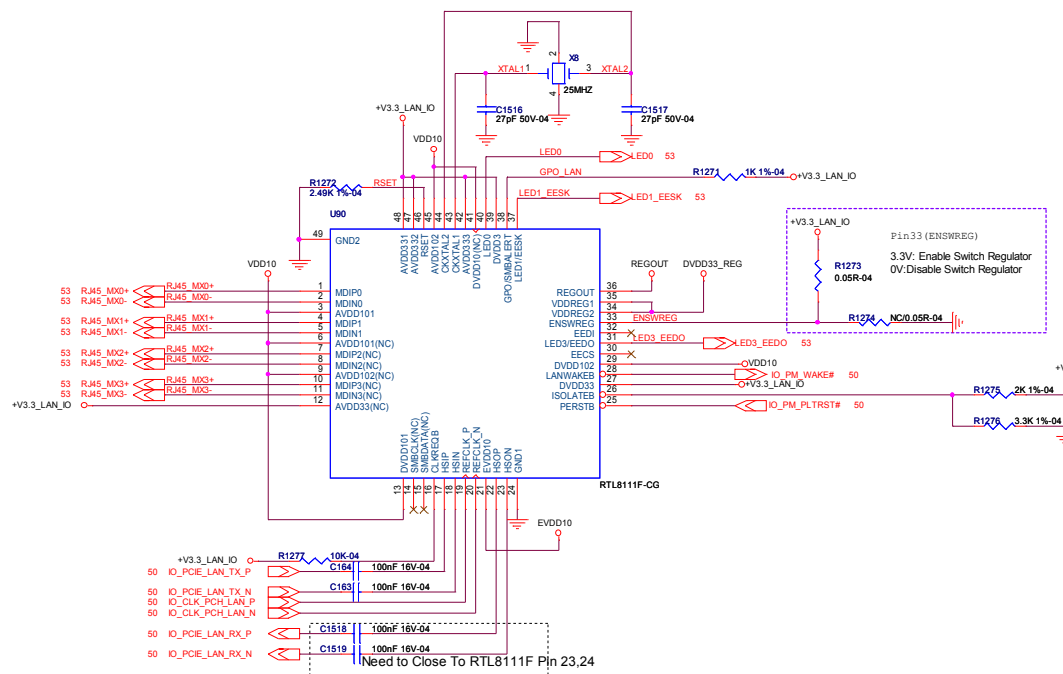 2
XTAL1 1 X8 3 XTAL2
4
25MHZ
+V3.3_LAN_IO
C1516
27pF 50V-04
C1517
27pF 50V-04
VDD10
LED0
LED0 53
GPO_LAN
R1271 1K 1%-04
+V3.3_LAN_IO
R1272
2.49K 1%-04
RSET
LED1_EESK
LED1_EESK 53
U90
48 47 46 45 44 43 42 41 40 39 38 37
49 GND2
AVDD331
AVDD332
RSET
AVDD102
CKXTAL2
CKXTAL1
AVDD333
DVDD10(NC)
LED0
DVDD3
GPO/SMBALERT
LED1/EESK
+V3.3_LAN_IO
Pin33(ENSWREG)
3.3V: Enable Switch Regulator
0V:Disable Switch Regulator
R1273
0.05R-04
R1274 NC/0.05R-04
VDD10
REGOUT DVDD33_REG
53 RJ45_MX0+ RJ45_MX0+ 1 MDIP0
53 RJ45_MX0- RJ45_MX0- 2 MDIN0
3 AVDD101
53 RJ45_MX1+ RJ45_MX1+ 4 MDIP1
53 RJ45_MX1- RJ45_MX1- 5 MDIN1
6 AVDD101(NC)
53 RJ45_MX2+ RJ45_MX2+ 7 MDIP2(NC)
53 RJ45_MX2- RJ45_MX2- 8 MDIN2(NC)
9 AVDD102(NC)
53 RJ45_MX3+ RJ45_MX3+ 10 MDIP3(NC)
53 RJ45_MX3- RJ45_MX3- 11 MDIN3(NC)
+V3.3_LAN_IO 12 AVDD33(NC)
REGOUT 36
VDDREG1 35
VDDREG2 34
ENSWREG 33 ENSWREG
EEDI 32
LED3/EEDO 31 LED3_EEDO LED3_EEDO 53
EECS 30
DVDD102 29 VDD10
LANWAKEB 28 IO_PM_WAKE# 50
DVDD33 27 +V3.3_LAN_IO
ISOLATEB 26
PERSTB 25 IO_PM_PLTRST# 50
+V
R1275 2K 1%-04
R1276 3.3K 1%-04
DVDD101
SMBCLK(NC)
SMBDATA(NC)
CLKREQB
HSIP
HSIN
REFCLK_P
REFCLK_N
EVDD10
HSOP
HSON
GND1
RTL8111F-CG
13 14 15 16 17 18 19 20 21 22 23 24
EVDD10
+V3.3_LAN_IO R1277 10K-04
50 IO_PCIE_LAN_TX_P C164 100nF 16V-04
50 IO_PCIE_LAN_TX_N C163 100nF 16V-04
50 IO_CLK_PCH_LAN_P
50 IO_CLK_PCH_LAN_N
50 IO_PCIE_LAN_RX_P C1518 100nF 16V-04
50 IO_PCIE_LAN_RX_N C1519 100nF 16V-04
Need to Close To RTL8111F Pin 23,24